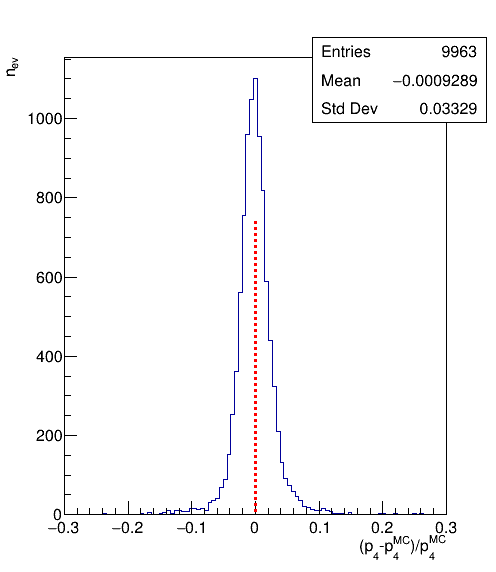 n_ev
Entries 9963
Mean −0.0009289
Std Dev 0.03329
1000
800
600
400
200
0
−0.3 −0.2 −0.1 0 0.1 0.2 0.3
(p_4-p_4^MC)/p_4^MC